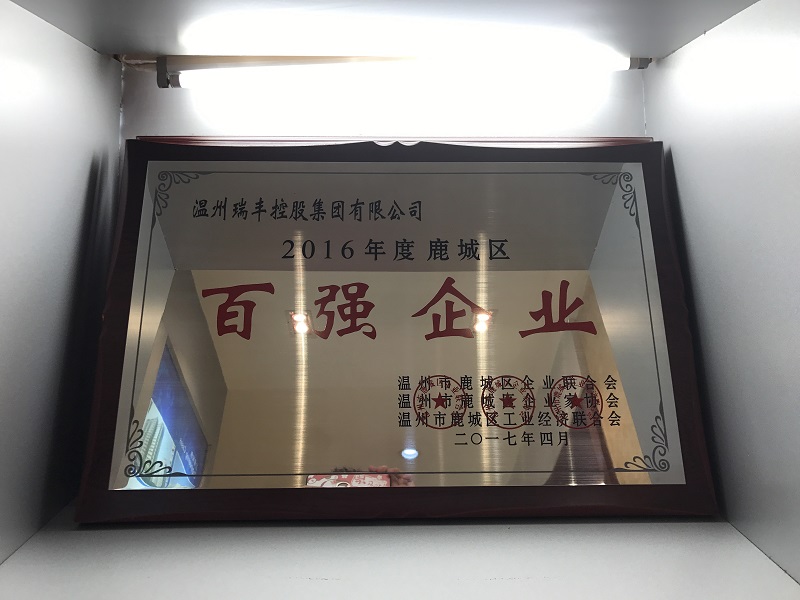 温州瑞丰控股集团有限公司
2016年度鹿城区
百强企业
温州市鹿城区企业联合会
温州市鹿城区企业家协会
温州市鹿城区工业经济联合会
二〇一七年四月